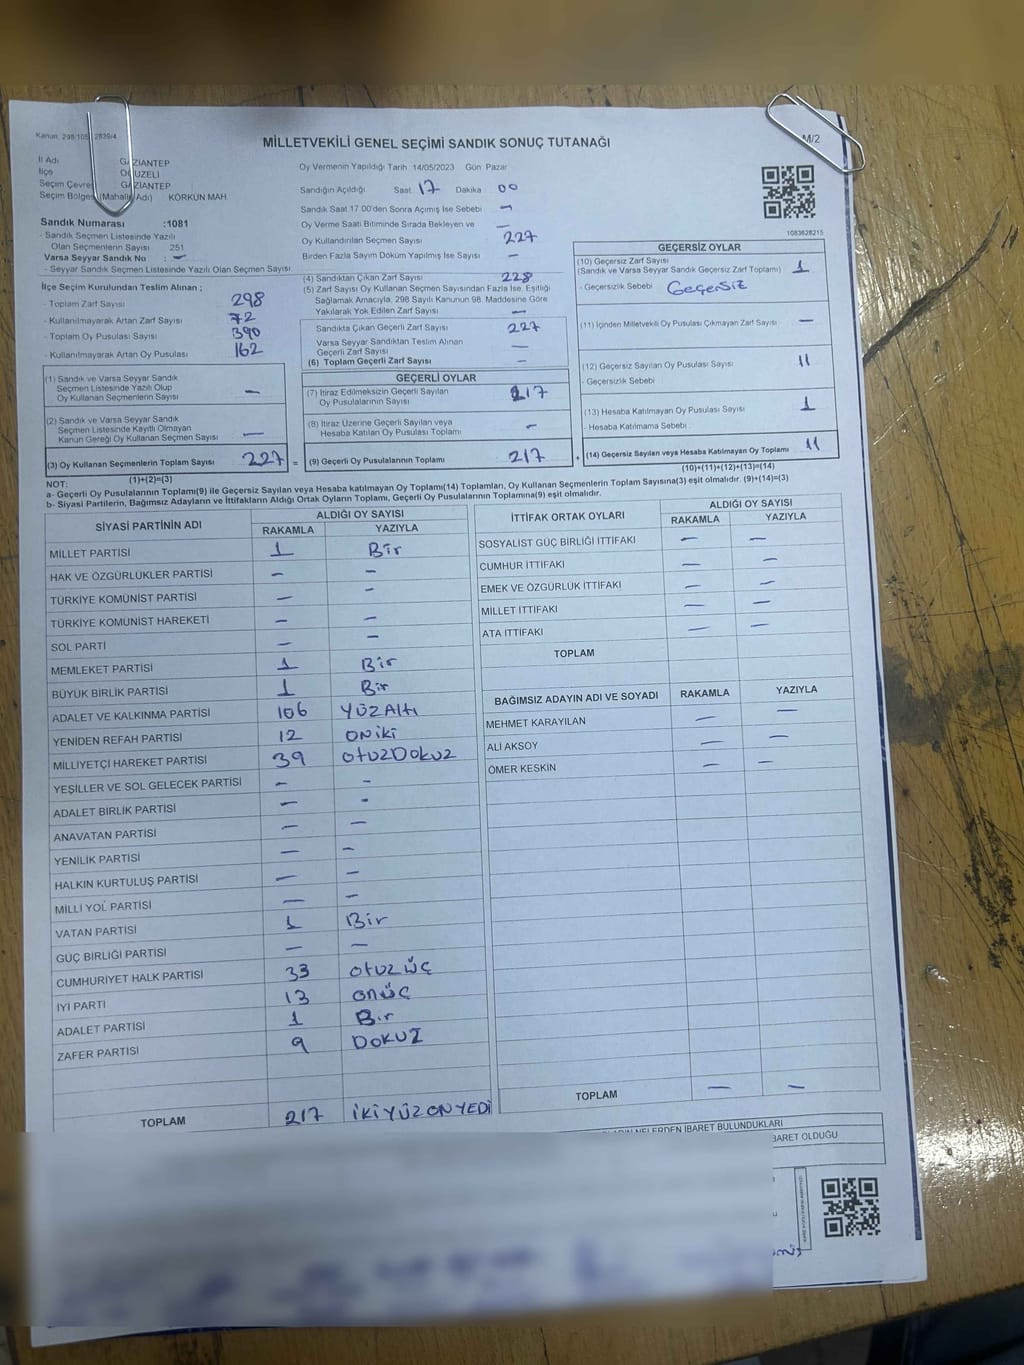 Kanun: 298/105 2839/4
MİLLETVEKİLİ GENEL SEÇİMİ SANDIK SONUÇ TUTANAĞI
M/2
İl Adı GAZİANTEP
İlçe OĞUZELİ
Seçim Çevre GAZİANTEP
Seçim Bölgesi (Mahalle Adı) KÖRKÜN MAH.
Sandık Numarası :1081
- Sandık Seçmen Listesinde Yazılı
Olan Seçmenlerin Sayısı 251
Varsa Seyyar Sandık No : —
- Seyyar Sandık Seçmen Listesinde Yazılı Olan Seçmen Sayısı
İlçe Seçim Kurulundan Teslim Alınan ;
- Toplam Zarf Sayısı 298
- Kullanılmayarak Artan Zarf Sayısı 72
- Toplam Oy Pusulası Sayısı 390
- Kullanılmayarak Artan Oy Pusulası 162
(1) Sandık ve Varsa Seyyar Sandık
Seçmen Listesinde Yazılı Olup
Oy Kullanan Seçmenlerin Sayısı —
(2) Sandık ve Varsa Seyyar Sandık
Seçmen Listesinde Kayıtlı Olmayan
Kanun Gereği Oy Kullanan Seçmen Sayısı —
(3) Oy Kullanan Seçmenlerin Toplam Sayısı 227 =
(1)+(2)=(3)
Oy Vermenin Yapıldığı Tarih 14/05/2023 Gün Pazar
Sandığın Açıldığı Saat 17 Dakika 00
Sandık Saat 17:00'den Sonra Açılmış İse Sebebi —
Oy Verme Saati Bitiminde Sırada Bekleyen ve —
Oy Kullandırılan Seçmen Sayısı 227
Birden Fazla Sayım Döküm Yapılmış İse Sayısı —
(4) Sandıktan Çıkan Zarf Sayısı 228
(5) Zarf Sayısı Oy Kullanan Seçmen Sayısından Fazla İse, Eşitliği
Sağlamak Amacıyla, 298 Sayılı Kanunun 98. Maddesine Göre
Yakılarak Yok Edilen Zarf Sayısı —
Sandıkta Çıkan Geçerli Zarf Sayısı 227
Varsa Seyyar Sandıktan Teslim Alınan
Geçerli Zarf Sayısı —
(6) Toplam Geçerli Zarf Sayısı —
GEÇERLİ OYLAR
(7) İtiraz Edilmeksizin Geçerli Sayılan
Oy Pusulalarının Sayısı 217
(8) İtiraz Üzerine Geçerli Sayılan veya
Hesaba Katılan Oy Pusulası Toplamı —
(9) Geçerli Oy Pusulalarının Toplamı 217 +
1083628215
GEÇERSİZ OYLAR
(10) Geçersiz Zarf Sayısı
(Sandık ve Varsa Seyyar Sandık Geçersiz Zarf Toplamı) 1
- Geçersizlik Sebebi GEÇERSİZ
(11) İçinden Milletvekili Oy Pusulası Çıkmayan Zarf Sayısı —
(12) Geçersiz Sayılan Oy Pusulası Sayısı 11
- Geçersizlik Sebebi
(13) Hesaba Katılmayan Oy Pusulası Sayısı 1
- Hesaba Katılmama Sebebi
(14) Geçersiz Sayılan veya Hesaba Katılmayan Oy Toplamı 11
(10)+(11)+(12)+(13)=(14)
NOT:
a- Geçerli Oy Pusulalarının Toplamı(9) ile Geçersiz Sayılan veya Hesaba Katılmayan Oy Toplamı(14) Toplamları, Oy Kullanan Seçmenlerin Toplam Sayısına(3) eşit olmalıdır. (9)+(14)=(3)
b- Siyasi Partilerin, Bağımsız Adayların ve İttifakların Aldığı Ortak Oyların Toplamı, Geçerli Oy Pusulalarının Toplamına(9) eşit olmalıdır.
SİYASİ PARTİNİN ADI ALDIĞI OY SAYISI
RAKAMLA YAZIYLA
MİLLET PARTİSİ 1 Bir
HAK VE ÖZGÜRLÜKLER PARTİSİ — —
TÜRKİYE KOMÜNİST PARTİSİ — —
TÜRKİYE KOMÜNİST HAREKETİ — —
SOL PARTİ — —
MEMLEKET PARTİSİ 1 Bir
BÜYÜK BİRLİK PARTİSİ 1 Bir
ADALET VE KALKINMA PARTİSİ 106 YÜZ Altı
YENİDEN REFAH PARTİSİ 12 ONİKİ
MİLLİYETÇİ HAREKET PARTİSİ 39 OtuzDokuz
YEŞİLLER VE SOL GELECEK PARTİSİ — —
ADALET BİRLİK PARTİSİ — —
ANAVATAN PARTİSİ — —
YENİLİK PARTİSİ — —
HALKIN KURTULUŞ PARTİSİ — —
MİLLİ YOL PARTİSİ — —
VATAN PARTİSİ 1 Bir
GÜÇ BİRLİĞİ PARTİSİ — —
CUMHURİYET HALK PARTİSİ 33 Otuz üç
İYİ PARTİ 13 Onüç
ADALET PARTİSİ 1 Bir
ZAFER PARTİSİ 9 DOKUZ
TOPLAM 217 İKİYÜZ ONYEDİ
İTTİFAK ORTAK OYLARI ALDIĞI OY SAYISI
RAKAMLA YAZIYLA
SOSYALİST GÜÇ BİRLİĞİ İTTİFAKI — —
CUMHUR İTTİFAKI — —
EMEK VE ÖZGÜRLÜK İTTİFAKI — —
MİLLET İTTİFAKI — —
ATA İTTİFAKI — —
TOPLAM
BAĞIMSIZ ADAYIN ADI VE SOYADI RAKAMLA YAZIYLA
MEHMET KARAYILAN — —
ALİ AKSOY — —
ÖMER KESKİN — —
TOPLAM — —
NELERDEN İBARET BULUNDUKLARI
İBARET OLDUĞU